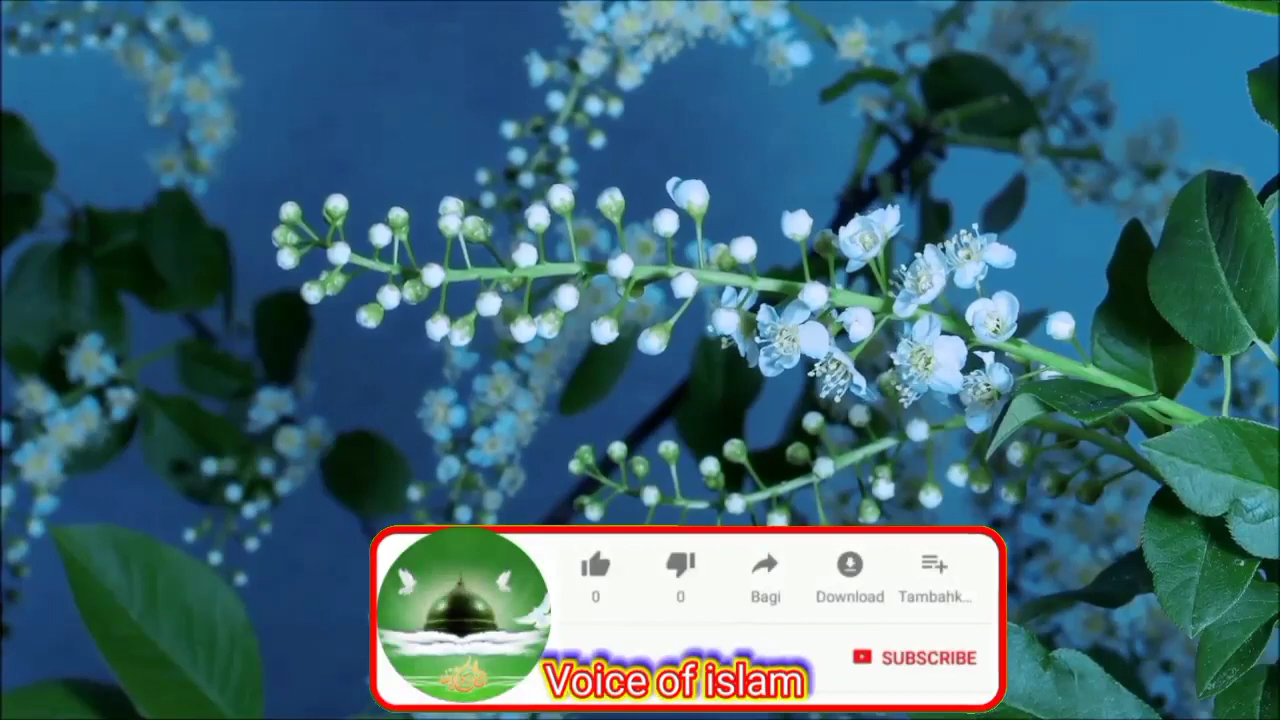 0
0
Bagi
Download
Tambahk...
SUBSCRIBE
Voice of islam